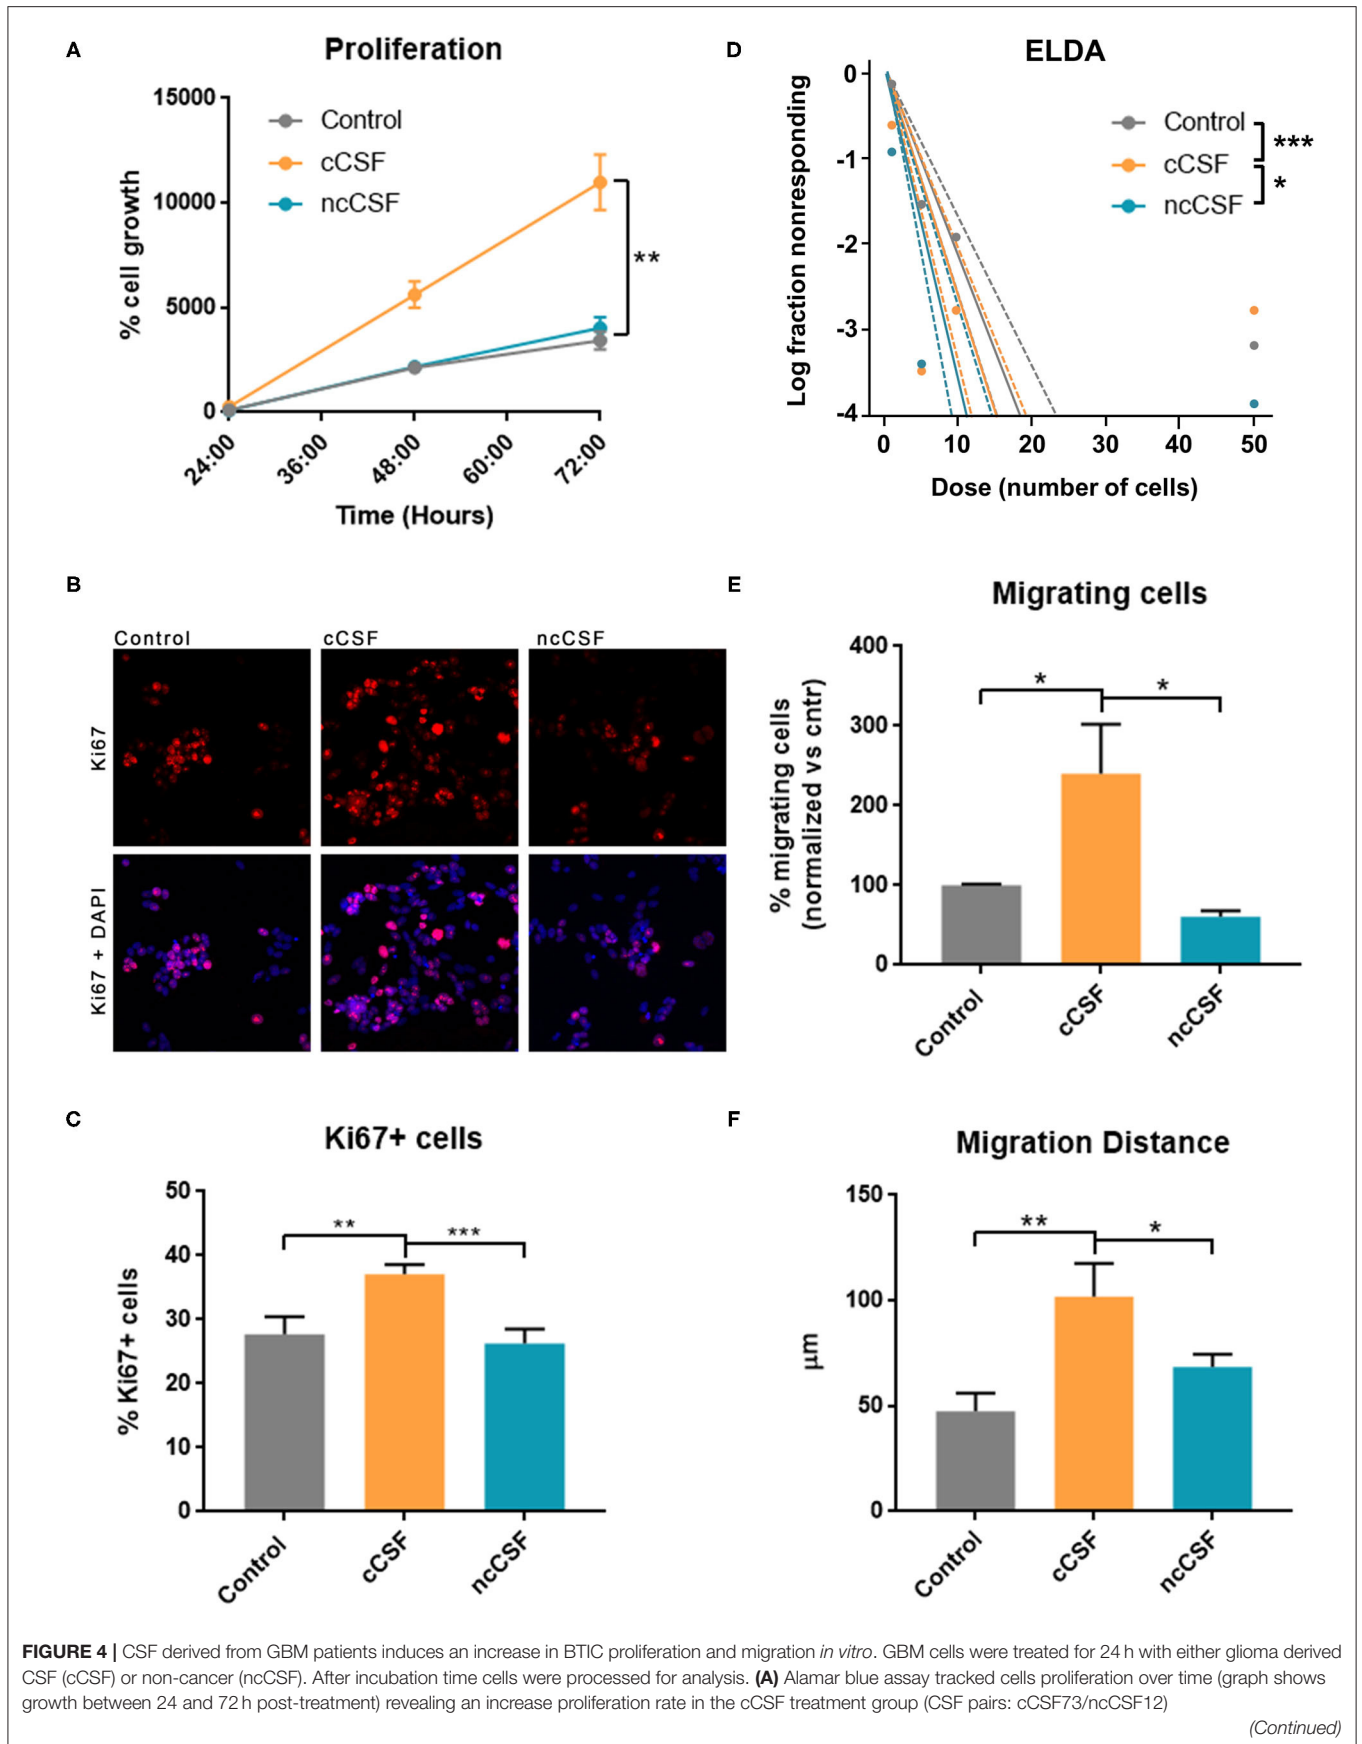 A
Proliferation
15000
10000
5000
0
% cell growth
Control
cCSF
ncCSF
**
24:00
36:00
48:00
60:00
72:00
Time (Hours)
D
ELDA
0
-1
-2
-3
-4
Log fraction nonresponding
Control
cCSF
ncCSF
***
*
0
10
20
30
40
50
Dose (number of cells)
B
Control
cCSF
ncCSF
Ki67
Ki67 + DAPI
E
Migrating cells
400
300
200
100
0
% migrating cells
(normalized vs cntr)
*
*
Control
cCSF
ncCSF
C
Ki67+ cells
50
40
30
20
10
0
% Ki67+ cells
**
***
Control
cCSF
ncCSF
F
Migration Distance
150
100
50
0
µm
**
*
Control
cCSF
ncCSF
FIGURE 4 | CSF derived from GBM patients induces an increase in BTIC proliferation and migration in vitro. GBM cells were treated for 24 h with either glioma derived
CSF (cCSF) or non-cancer (ncCSF). After incubation time cells were processed for analysis. (A) Alamar blue assay tracked cells proliferation over time (graph shows
growth between 24 and 72 h post-treatment) revealing an increase proliferation rate in the cCSF treatment group (CSF pairs: cCSF73/ncCSF12)
(Continued)